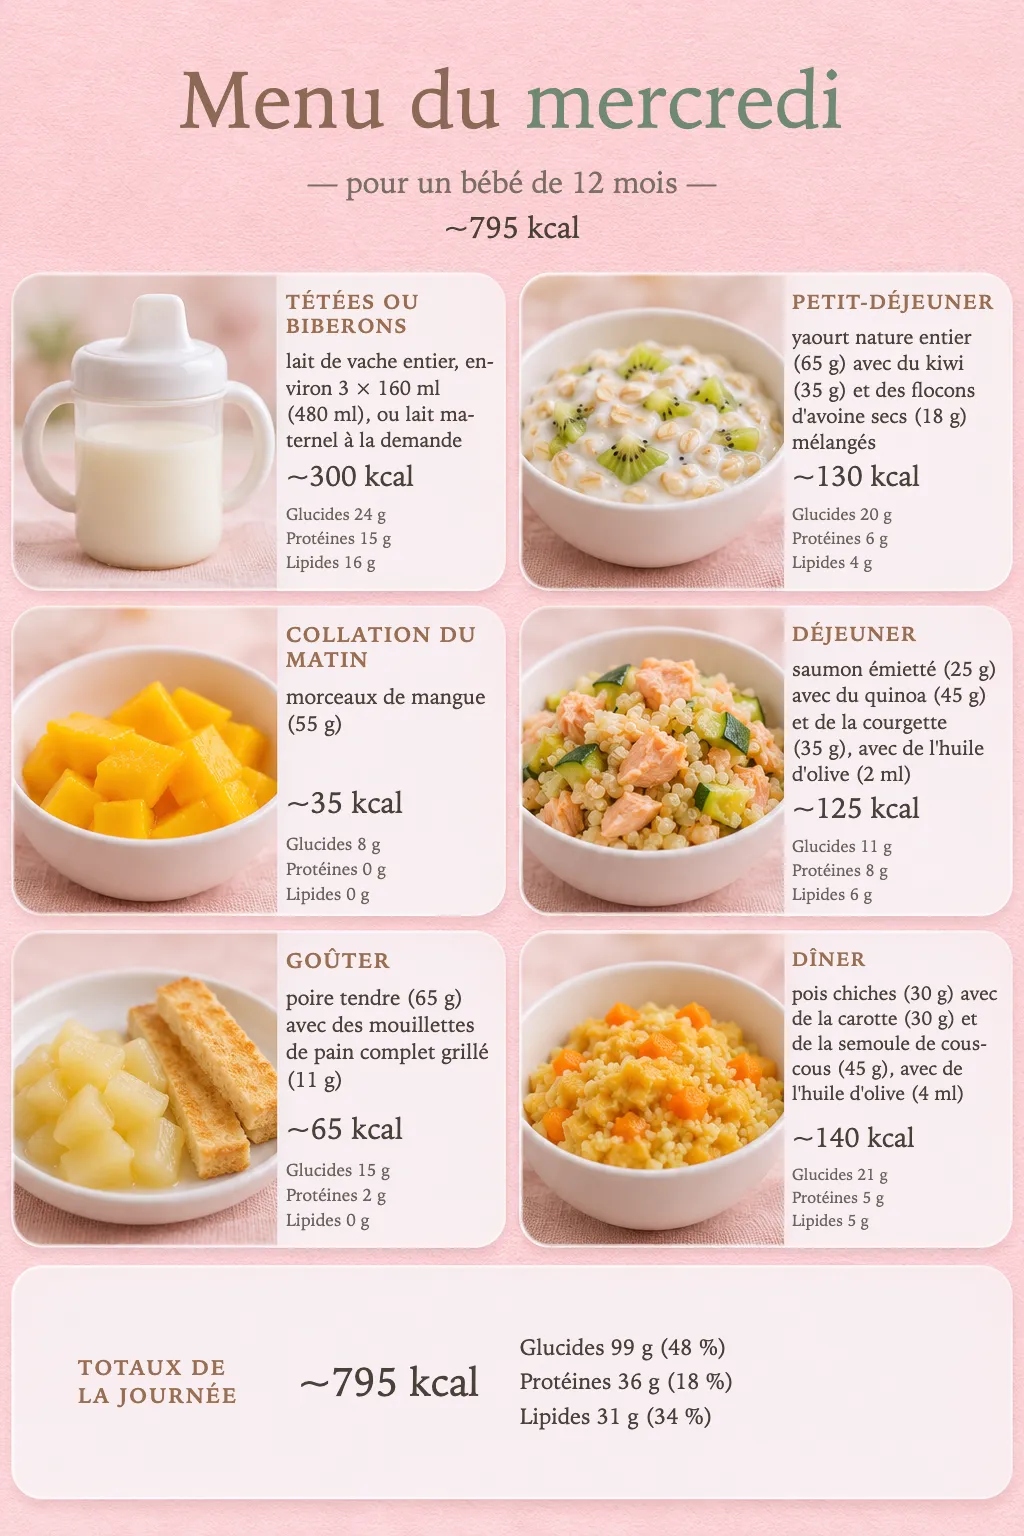 Menu du mercredi
— pour un bébé de 12 mois —
~795 kcal
TÉTÉES OU
BIBERONS
lait de vache entier, en-
viron 3 × 160 ml
(480 ml), ou lait ma-
ternel à la demande
~300 kcal
Glucides 24 g
Protéines 15 g
Lipides 16 g
PETIT-DÉJEUNER
yaourt nature entier
(65 g) avec du kiwi
(35 g) et des flocons
d'avoine secs (18 g)
mélangés
~130 kcal
Glucides 20 g
Protéines 6 g
Lipides 4 g
COLLATION DU
MATIN
morceaux de mangue
(55 g)
~35 kcal
Glucides 8 g
Protéines 0 g
Lipides 0 g
DÉJEUNER
saumon émietté (25 g)
avec du quinoa (45 g)
et de la courgette
(35 g), avec de l'huile
d'olive (2 ml)
~125 kcal
Glucides 11 g
Protéines 8 g
Lipides 6 g
GOÛTER
poire tendre (65 g)
avec des mouillettes
de pain complet grillé
(11 g)
~65 kcal
Glucides 15 g
Protéines 2 g
Lipides 0 g
DÎNER
pois chiches (30 g) avec
de la carotte (30 g) et
de la semoule de cous-
cous (45 g), avec de
l'huile d'olive (4 ml)
~140 kcal
Glucides 21 g
Protéines 5 g
Lipides 5 g
TOTAUX DE
LA JOURNÉE
~795 kcal
Glucides 99 g (48 %)
Protéines 36 g (18 %)
Lipides 31 g (34 %)